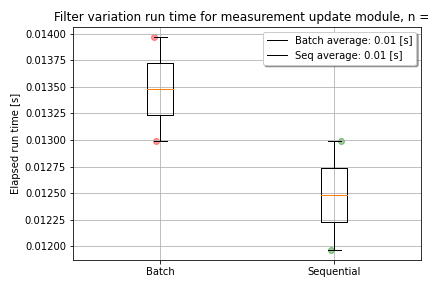 Filter variation run time for measurement update module, n =
Batch average: 0.01 [s]
Seq average: 0.01 [s]
Elapsed run time [s]
0.01400
0.01375
0.01350
0.01325
0.01300
0.01275
0.01250
0.01225
0.01200
Batch
Sequential